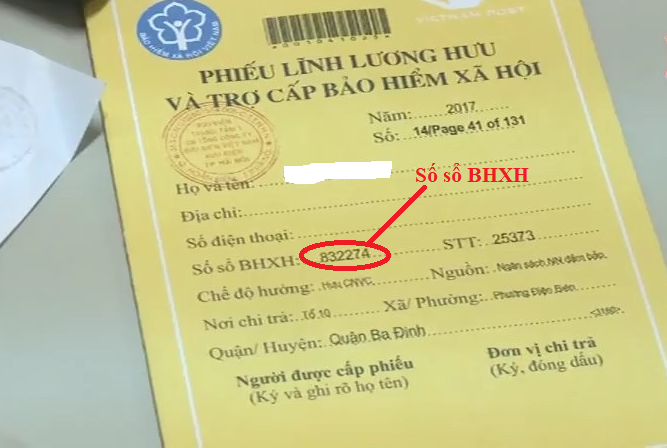 BẢO HIỂM XÃ HỘI VIỆT NAM
VIETNAM POST
PHIẾU LĨNH LƯƠNG HƯU
VÀ TRỢ CẤP BẢO HIỂM XÃ HỘI
Năm: 2017
Số: 14/Page 41 of 131
Họ và tên:
Số sổ BHXH
Địa chỉ:
Số điện thoại:
Số sổ BHXH: 832274 STT: 25373
Chế độ hưởng: Hưu CNVC Nguồn: Ngân sách NN đảm bảo
Nơi chi trả: Tổ 10 Xã/ Phường: Phường Điện Biên
Quận/ Huyện: Quận Ba Đình
Người được cấp phiếu Đơn vị chi trả
(Ký và ghi rõ họ tên) (Ký, đóng dấu)